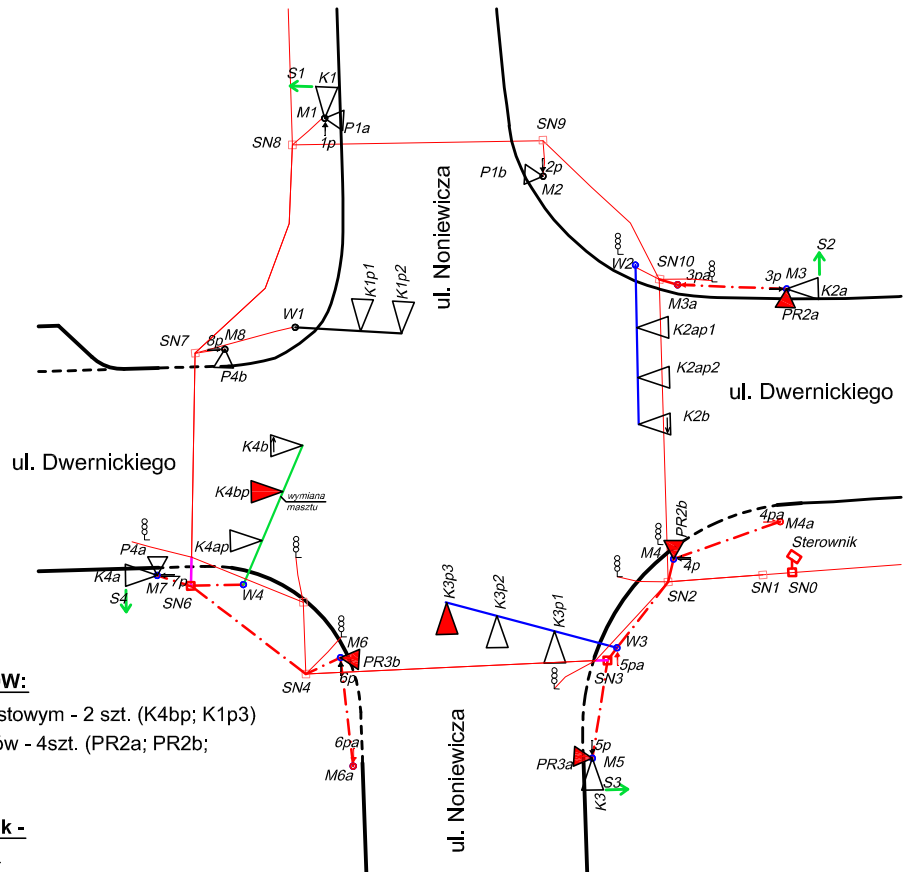 S1
K1
M1
P1a
1p
SN8
SN9
P1b
2p
M2
ul. Noniewicza
W2
SN10
3pa
M3a
S2
3p
M3
K2a
PR2a
K1p1
K1p2
W1
SN7
8p
M8
P4b
K2ap1
K2ap2
K2b
ul. Dwernickiego
ul. Dwernickiego
K4b
K4bp
wymiana
masztu
K4ap
P4a
K4a
M7
7p
S4
SN6
W4
PR2b
M4
4p
4pa
M4a
Sterownik
SN2
SN1
SN0
K3p3
K3p2
K3p1
W3
5pa
SN3
M6
PR3b
6p
SN4
6pa
M6a
5p
PR3a
M5
S3
K3
ul. Noniewicza
ów:
stowym - 2 szt. (K4bp; K1p3)
ów - 4szt. (PR2a; PR2b;
k -